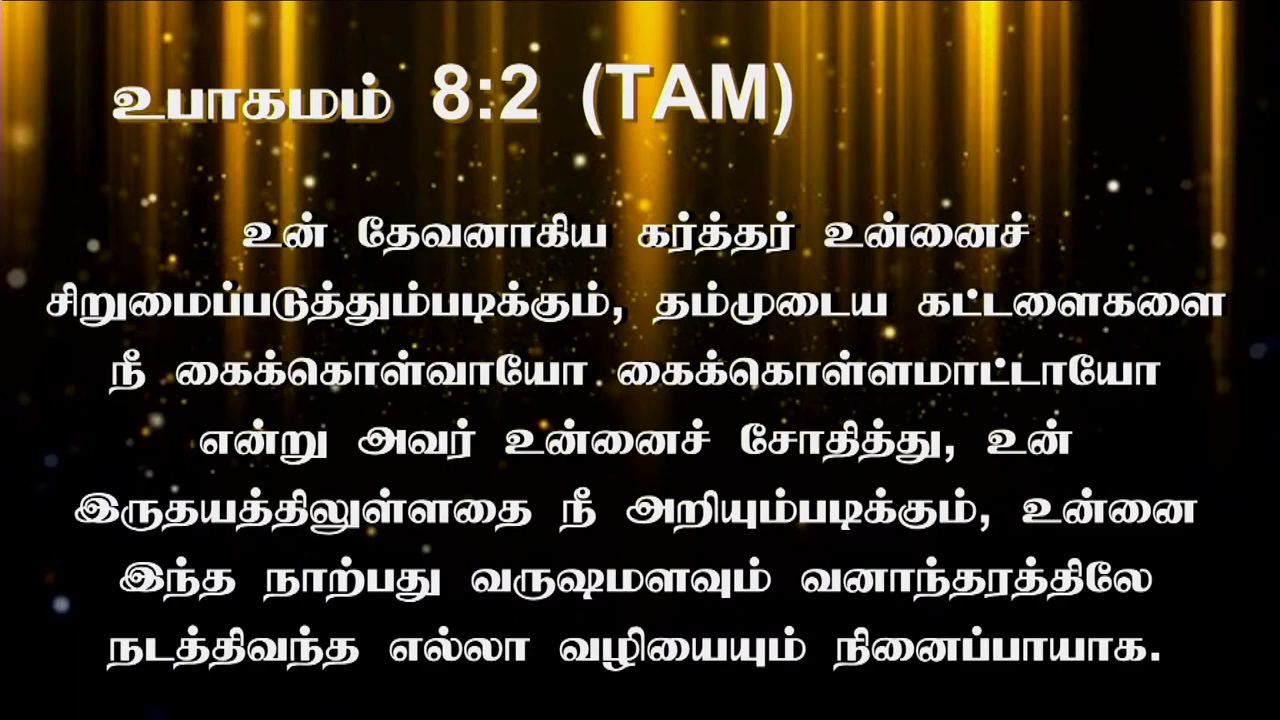 உபாகமம் 8:2 (TAM)
உன் தேவனாகிய கர்த்தர் உன்னைச்
சிறுமைப்படுத்தும்படிக்கும், தம்முடைய கட்டளைகளை
நீ கைக்கொள்வாயோ கைக்கொள்ளமாட்டாயோ
என்று அவர் உன்னைச் சோதித்து, உன்
இருதயத்திலுள்ளதை நீ அறியும்படிக்கும், உன்னை
இந்த நாற்பது வருஷமளவும் வனாந்தரத்திலே
நடத்திவந்த எல்லா வழியையும் நினைப்பாயாக.